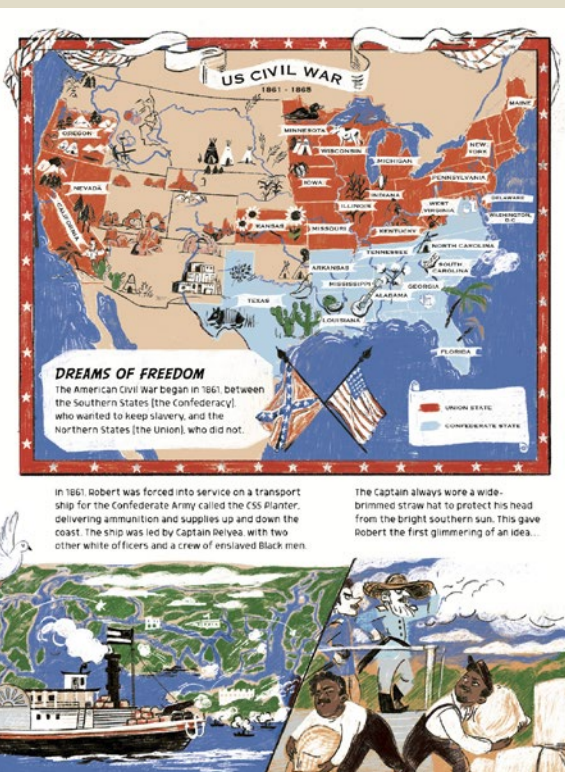 US CIVIL WAR
1861 - 1865
MAINE
OREGON
MINNESOTA
WISCONSIN
MICHIGAN
NEW YORK
NEVADA
IOWA
PENNSYLVANIA
INDIANA
ILLINOIS
CALIFORNIA
WEST VIRGINIA
DELAWARE
WASHINGTON, D.C
KANSAS
MISSOURI
KENTUCKY
TENNESSEE
NORTH CAROLINA
ARKANSAS
SOUTH CAROLINA
MISSISSIPPI
GEORGIA
ALABAMA
TEXAS
LOUISIANA
FLORIDA
DREAMS OF FREEDOM
The American Civil War began in 1861, between
the Southern States (the Confederacy),
who wanted to keep slavery, and the
Northern States (the Union), who did not.
UNION STATE
CONFEDERATE STATE
In 1861, Robert was forced into service on a transport
ship for the Confederate Army called the CSS Planter,
delivering ammunition and supplies up and down the
coast. The ship was led by Captain Relyea, with two
other white officers and a crew of enslaved Black men.
The Captain always wore a wide-
brimmed straw hat to protect his head
from the bright southern sun. This gave
Robert the first glimmering of an idea...